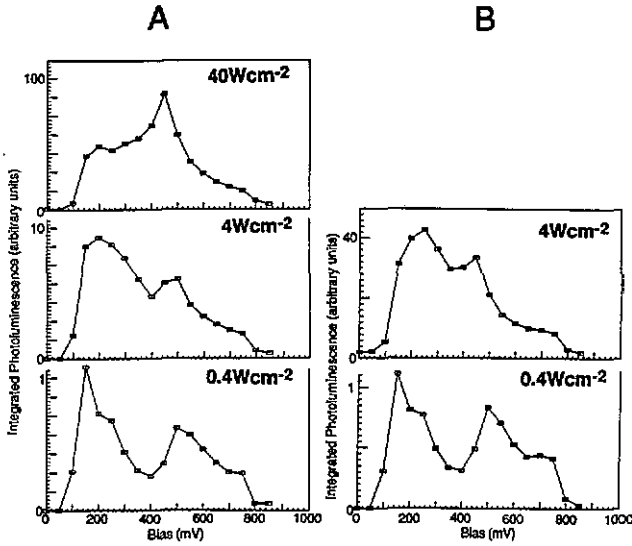 A
B
Integrated Photoluminescence (arbitrary units)
100
0
40Wcm-2
10
0
4Wcm-2
1
0
0.4Wcm-2
0 200 400 600 800 1000
Bias (mV)
Integrated Photoluminescence (arbitrary units)
40
0
4Wcm-2
1
0
0.4Wcm-2
200 400 600 800 1000
Bias (mV)